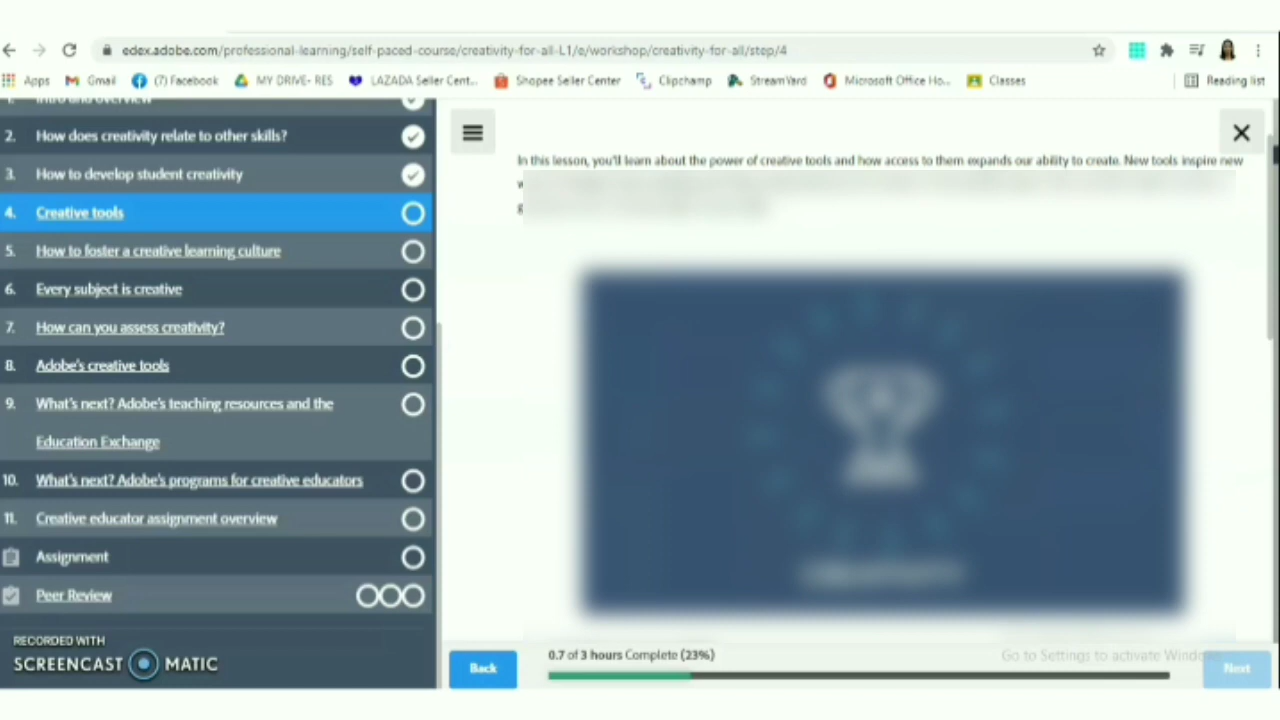 edex.adobe.com/professional-learning/self-paced-course/creativity-for-all-L1/e/workshop/creativity-for-all/step/4
Apps Gmail (7) Facebook MY DRIVE- RES LAZADA Seller Cent... Shopee Seller Center Clipchamp StreamYard Microsoft Office Ho... Classes Reading list
1. Intro and overview
2. How does creativity relate to other skills?
3. How to develop student creativity
4. Creative tools
5. How to foster a creative learning culture
6. Every subject is creative
7. How can you assess creativity?
8. Adobe's creative tools
9. What's next? Adobe's teaching resources and the
Education Exchange
10. What's next? Adobe's programs for creative educators
11. Creative educator assignment overview
Assignment
Peer Review
RECORDED WITH
SCREENCAST MATIC
In this lesson, you'll learn about the power of creative tools and how access to them expands our ability to create. New tools inspire new
CREATIVITY
Back
0.7 of 3 hours Complete (23%)
Go to Settings to activate Windows.
Next